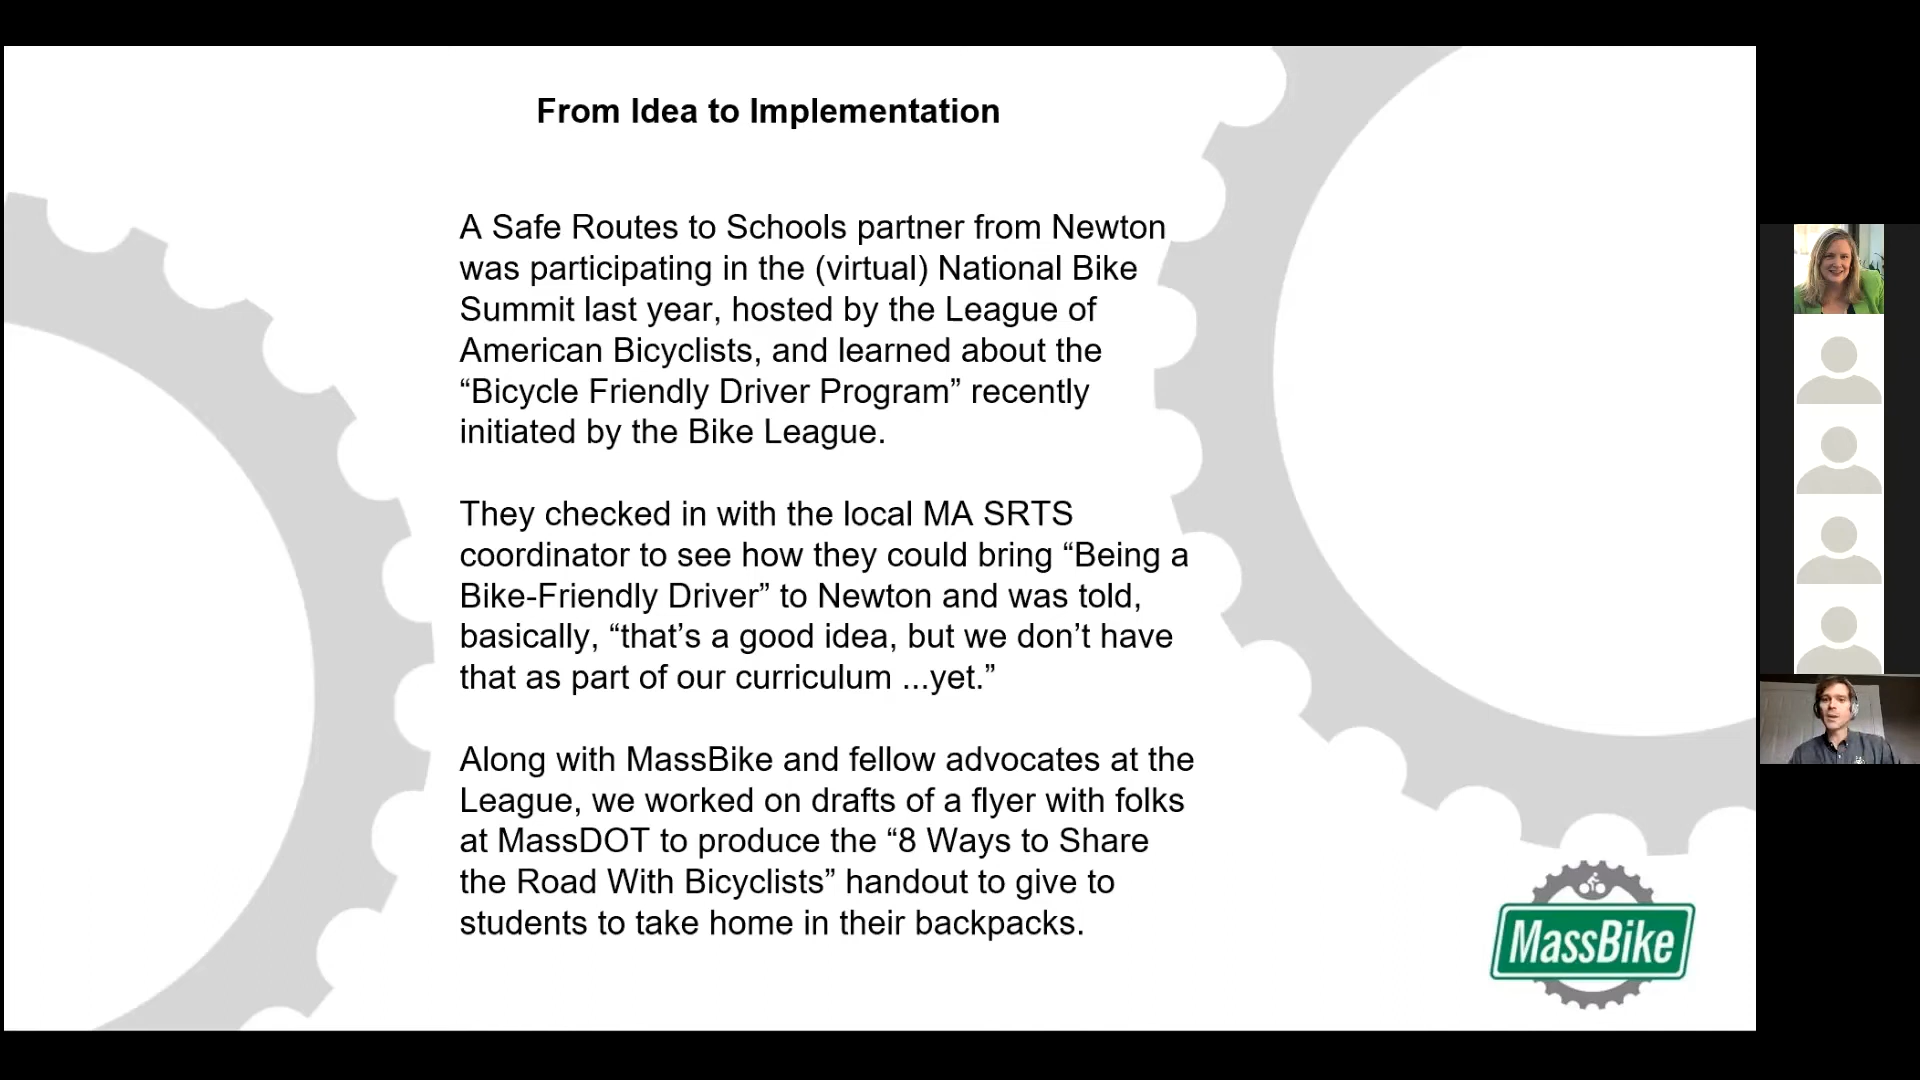 From Idea to Implementation
A Safe Routes to Schools partner from Newton
was participating in the (virtual) National Bike
Summit last year, hosted by the League of
American Bicyclists, and learned about the
“Bicycle Friendly Driver Program” recently
initiated by the Bike League.
They checked in with the local MA SRTS
coordinator to see how they could bring “Being a
Bike-Friendly Driver” to Newton and was told,
basically, “that’s a good idea, but we don’t have
that as part of our curriculum ...yet.”
Along with MassBike and fellow advocates at the
League, we worked on drafts of a flyer with folks
at MassDOT to produce the “8 Ways to Share
the Road With Bicyclists” handout to give to
students to take home in their backpacks.
MassBike